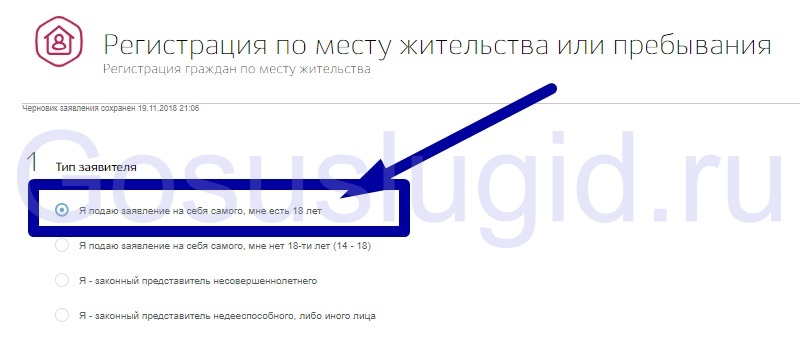 Регистрация по месту жительства или пребывания
Регистрация граждан по месту жительства
Черновик заявления сохранен 19.11.2018 21:06
Gosuslugid.ru
1 Тип заявителя
Я подаю заявление на себя самого, мне есть 18 лет
Я подаю заявление на себя самого, мне нет 18-ти лет (14 - 18)
Я - законный представитель несовершеннолетнего
Я - законный представитель недееспособного, либо иного лица